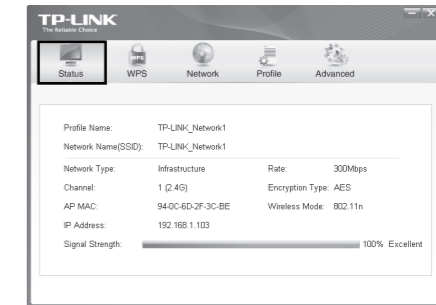 TP-LINK
The Reliable Choice
WPS
Status WPS Network Profile Advanced
Profile Name: TP-LINK_Network1
Network Name(SSID): TP-LINK_Network1
Network Type: Infrastructure Rate: 300Mbps
Channel: 1 (2.4G) Encryption Type: AES
AP MAC: 94-0C-6D-2F-3C-BE Wireless Mode: 802.11n
IP Address: 192.168.1.103
Signal Strength: 100% Excellent